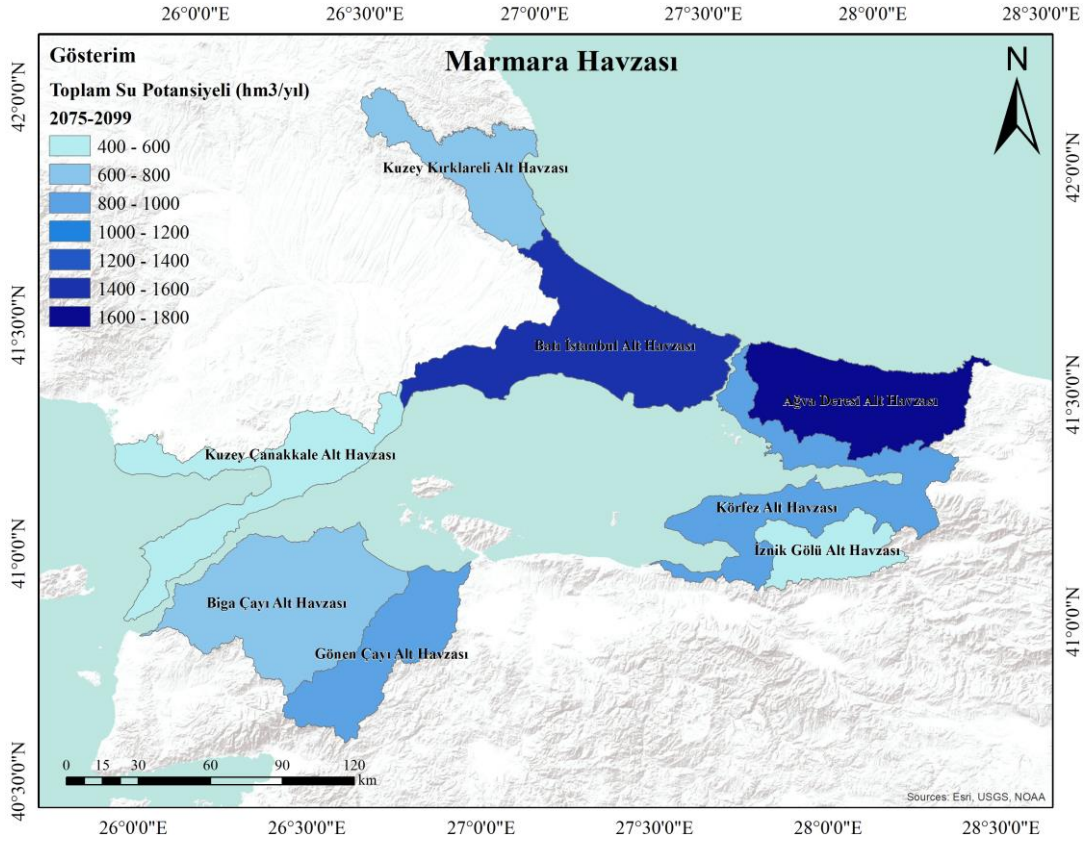 26°0'0"E 26°30'0"E 27°0'0"E 27°30'0"E 28°0'0"E 28°30'0"E
Marmara Havzası
N
Gösterim
Toplam Su Potansiyeli (hm3/yıl)
2075-2099
400 - 600
600 - 800
800 - 1000
1000 - 1200
1200 - 1400
1400 - 1600
1600 - 1800
42°0'0"N
41°30'0"N
41°0'0"N
40°30'0"N
42°0'0"N
41°30'0"N
41°0'0"N
Kuzey Kırklareli Alt Havzası
Batı İstanbul Alt Havzası
Ağva Deresi Alt Havzası
Kuzey Çanakkale Alt Havzası
Körfez Alt Havzası
İznik Gölü Alt Havzası
Biga Çayı Alt Havzası
Gönen Çayı Alt Havzası
0 15 30 60 90 120
km
Sources: Esri, USGS, NOAA
26°0'0"E 26°30'0"E 27°0'0"E 27°30'0"E 28°0'0"E 28°30'0"E